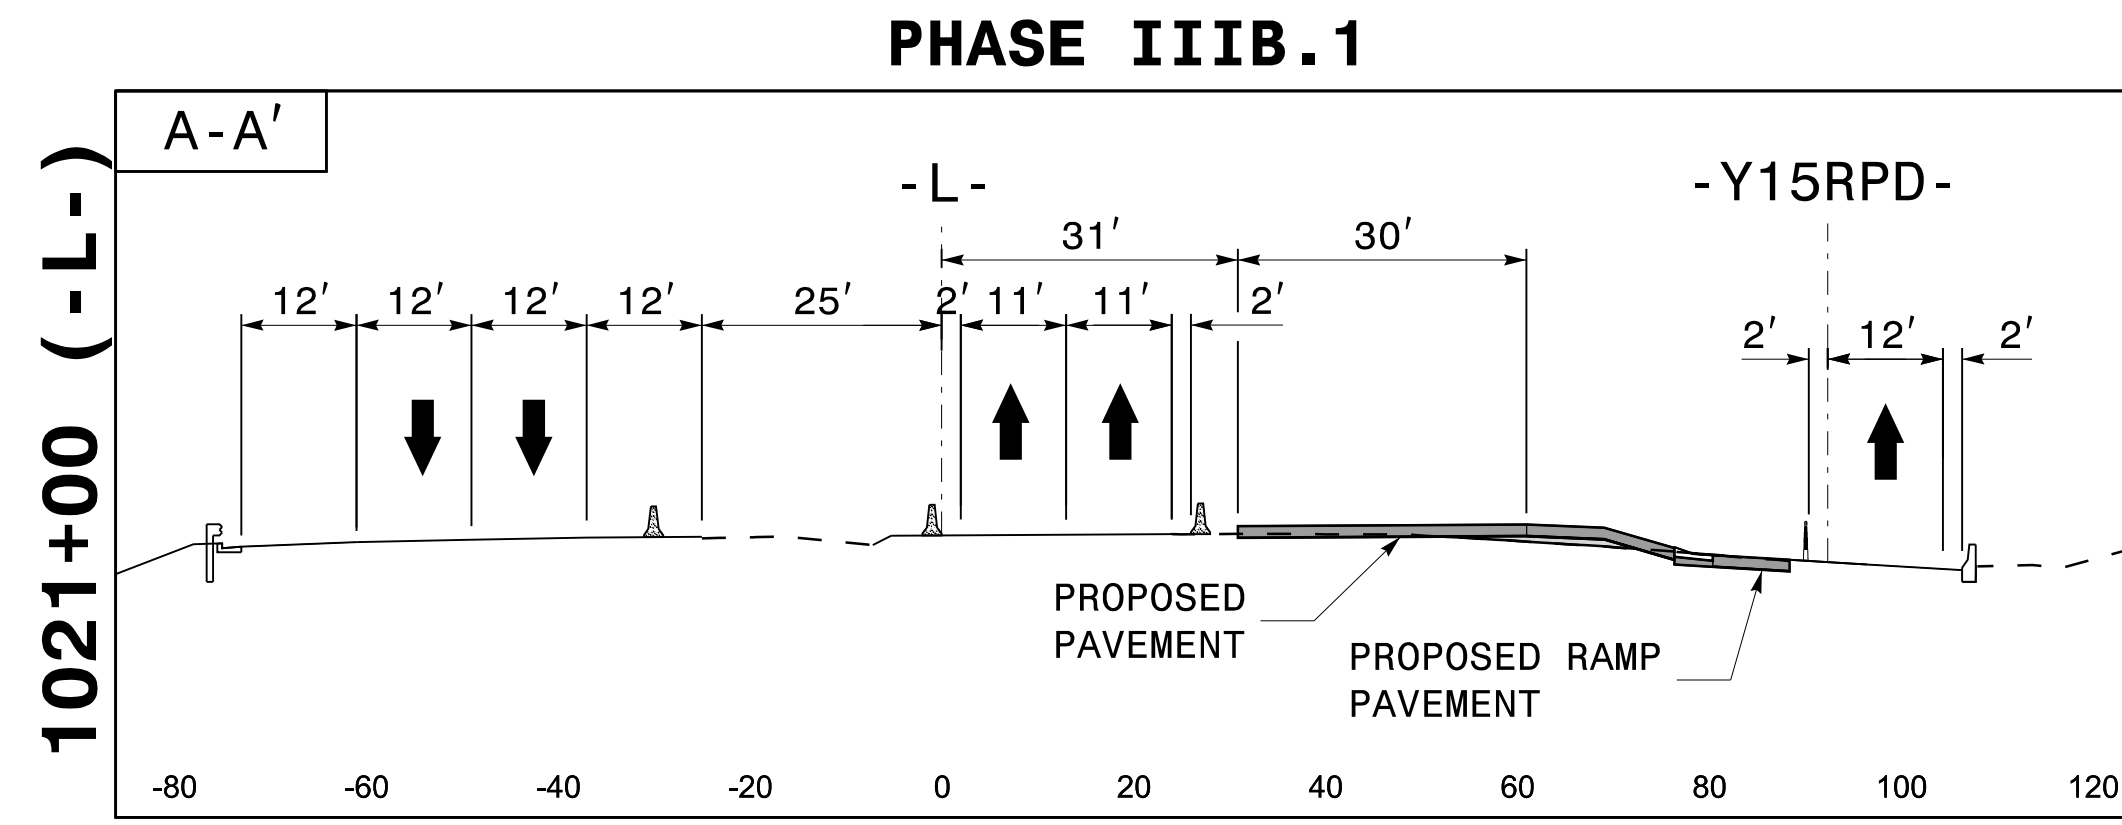 PHASE IIIB.1
A-A'
1021+00 (-L-)
-L-
-Y15RPD-
31' 30'
12' 12' 12' 12' 25' 2' 11' 11' 2'
2' 12' 2'
PROPOSED
PAVEMENT
PROPOSED RAMP
PAVEMENT
-80 -60 -40 -20 0 20 40 60 80 100 120